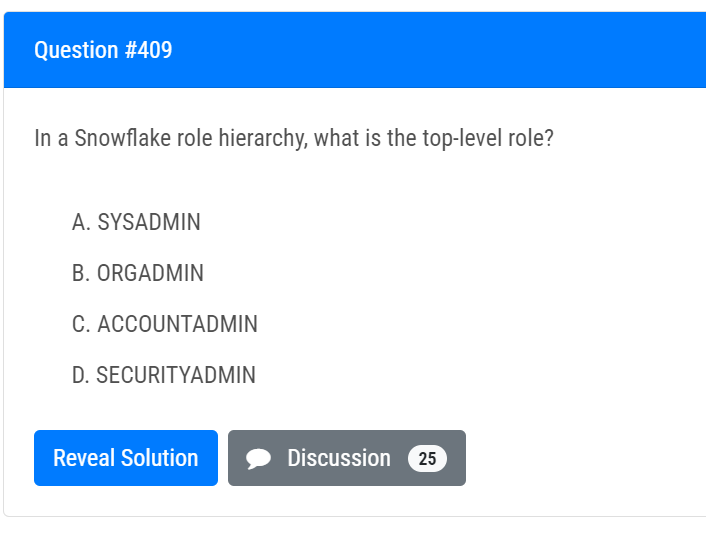 Question #409
In a Snowflake role hierarchy, what is the top-level role?
A. SYSADMIN
B. ORGADMIN
C. ACCOUNTADMIN
D. SECURITYADMIN
Reveal Solution Discussion 25